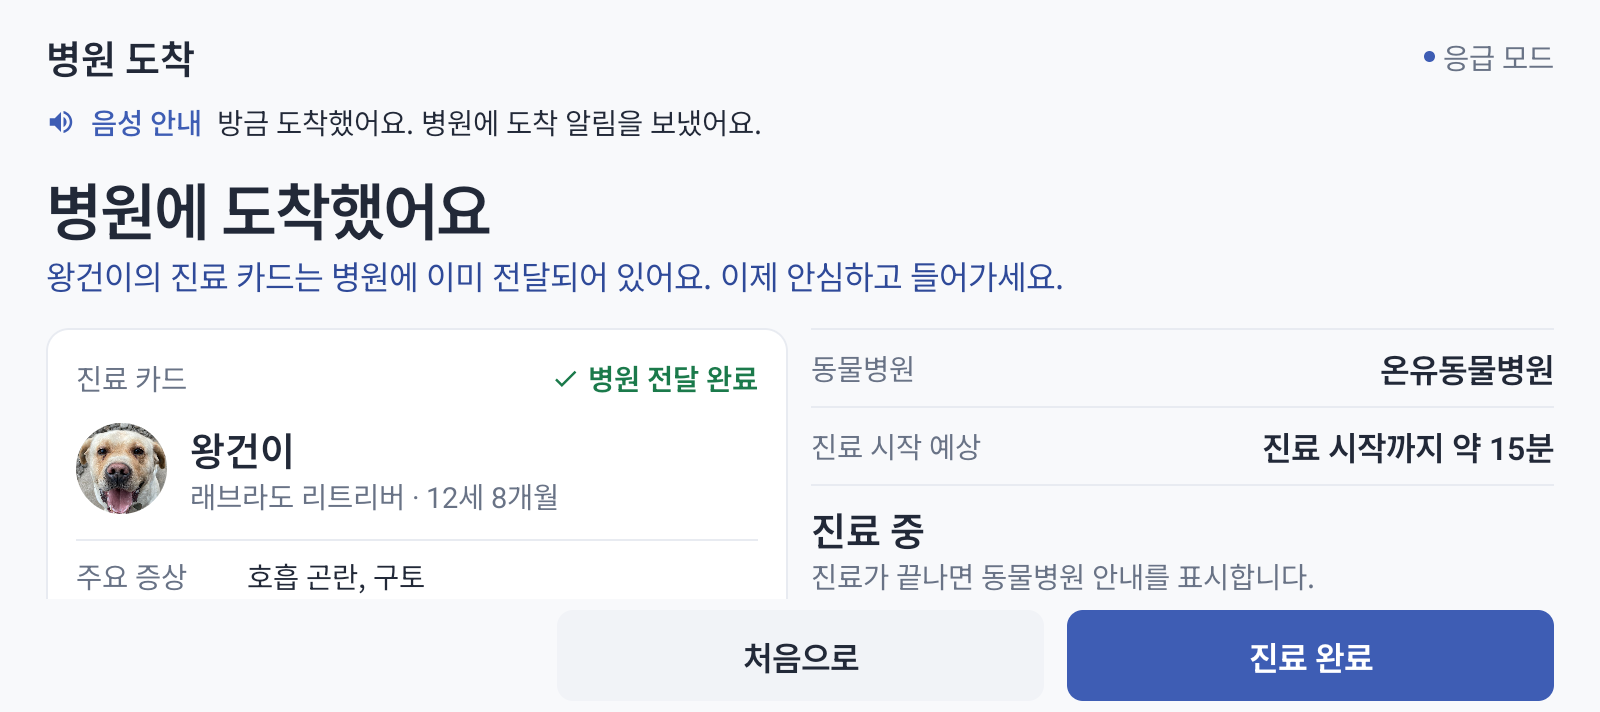 병원 도착
응급 모드
음성 안내 방금 도착했어요. 병원에 도착 알림을 보냈어요.
병원에 도착했어요
왕건이의 진료 카드는 병원에 이미 전달되어 있어요. 이제 안심하고 들어가세요.
진료 카드
병원 전달 완료
왕건이
래브라도 리트리버 · 12세 8개월
주요 증상 호흡 곤란, 구토
동물병원 온유동물병원
진료 시작 예상 진료 시작까지 약 15분
진료 중
진료가 끝나면 동물병원 안내를 표시합니다.
처음으로
진료 완료